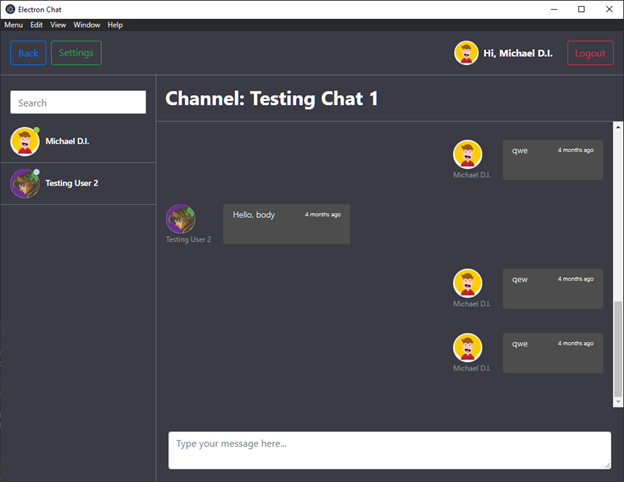 Electron Chat
Menu Edit View Window Help
Back Settings Hi, Michael D.I. Logout
Search
Michael D.I.
Testing User 2
Channel: Testing Chat 1
qwe 4 months ago
Michael D.I.
Hello, body 4 months ago
Testing User 2
qew 4 months ago
Michael D.I.
qwe 4 months ago
Michael D.I.
Type your message here...